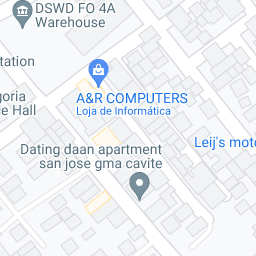 DSWD FO 4A
Warehouse
tation
A&R COMPUTERS
Loja de Informática
goria
ce Hall
Leij's moto
Dating daan apartment
san jose gma cavite